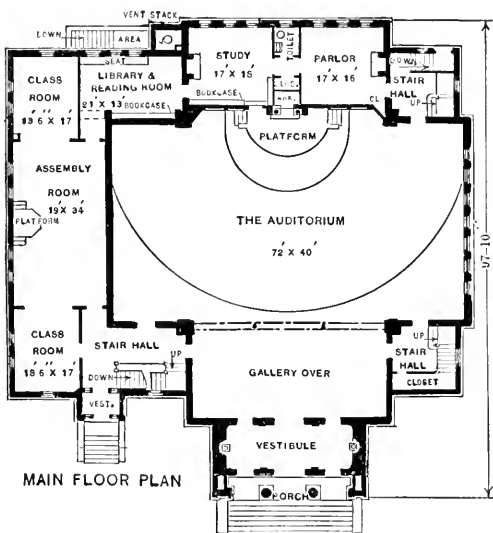 VENT STACK
DOWN
AREA
SEAT
CLASS
ROOM
13 6" X 17'
LIBRARY &
READING ROOM
21' X 13'
BOOKCASE
STUDY
17' X 15'
TOILET
PARLOR
17' X 16'
BOOKCASE
CL
DOWN
STAIR
HALL
UP
PLATFORM
ASSEMBLY
ROOM
19' X 34'
PLATFORM
THE AUDITORIUM
72' X 40'
97-10
CLASS
ROOM
13' 6" X 17'
STAIR HALL
UP
DOWN
VEST.
GALLERY OVER
UP
STAIR
HALL
CLOSET
VESTIBULE
PORCH
MAIN FLOOR PLAN